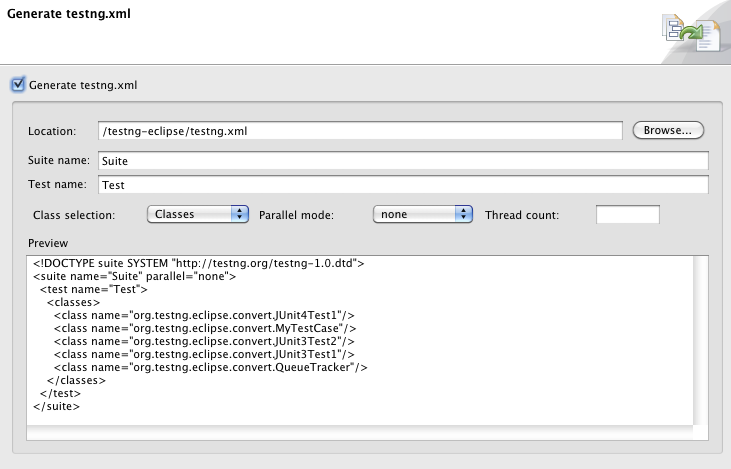 Generate testng.xml
Generate testng.xml
Location: /testng-eclipse/testng.xml Browse...
Suite name: Suite
Test name: Test
Class selection: Classes Parallel mode: none Thread count:
Preview
<!DOCTYPE suite SYSTEM "http://testng.org/testng-1.0.dtd">
<suite name="Suite" parallel="none">
  <test name="Test">
    <classes>
      <class name="org.testng.eclipse.convert.JUnit4Test1"/>
      <class name="org.testng.eclipse.convert.MyTestCase"/>
      <class name="org.testng.eclipse.convert.JUnit3Test2"/>
      <class name="org.testng.eclipse.convert.JUnit3Test1"/>
      <class name="org.testng.eclipse.convert.QueueTracker"/>
    </classes>
  </test>
</suite>